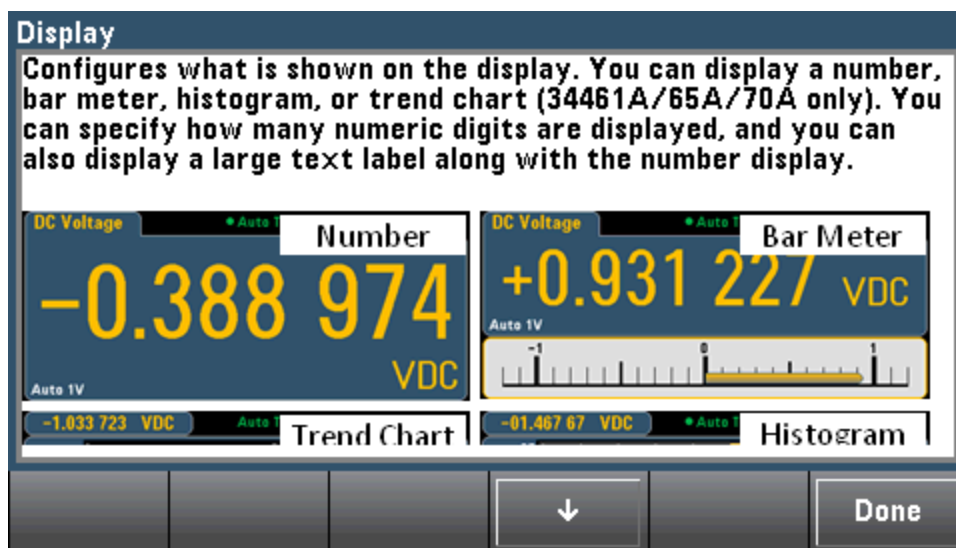 Display
Configures what is shown on the display. You can display a number,
bar meter, histogram, or trend chart (34461A/65A/70A only). You
can specify how many numeric digits are displayed, and you can
also display a large text label along with the number display.
DC Voltage
Auto
Number
-0.388 974
VDC
Auto 1V
DC Voltage
Auto
Bar Meter
+0.931 227 VDC
Auto 1V
-1 0 1
-1.033 723 VDC
Auto
Trend Chart
-01.467 67 VDC
Auto
Histogram
↓
Done